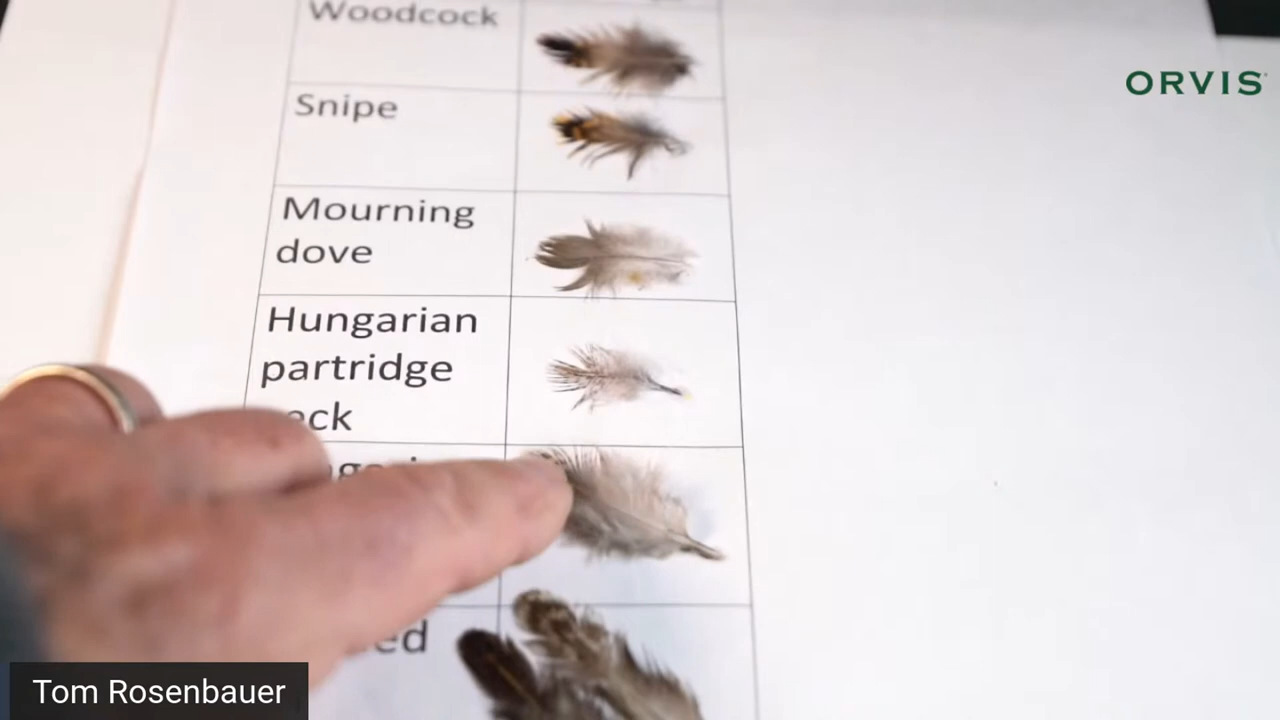 Woodcock
ORVIS
Snipe
Mourning
dove
Hungarian
partridge
Tom Rosenbauer